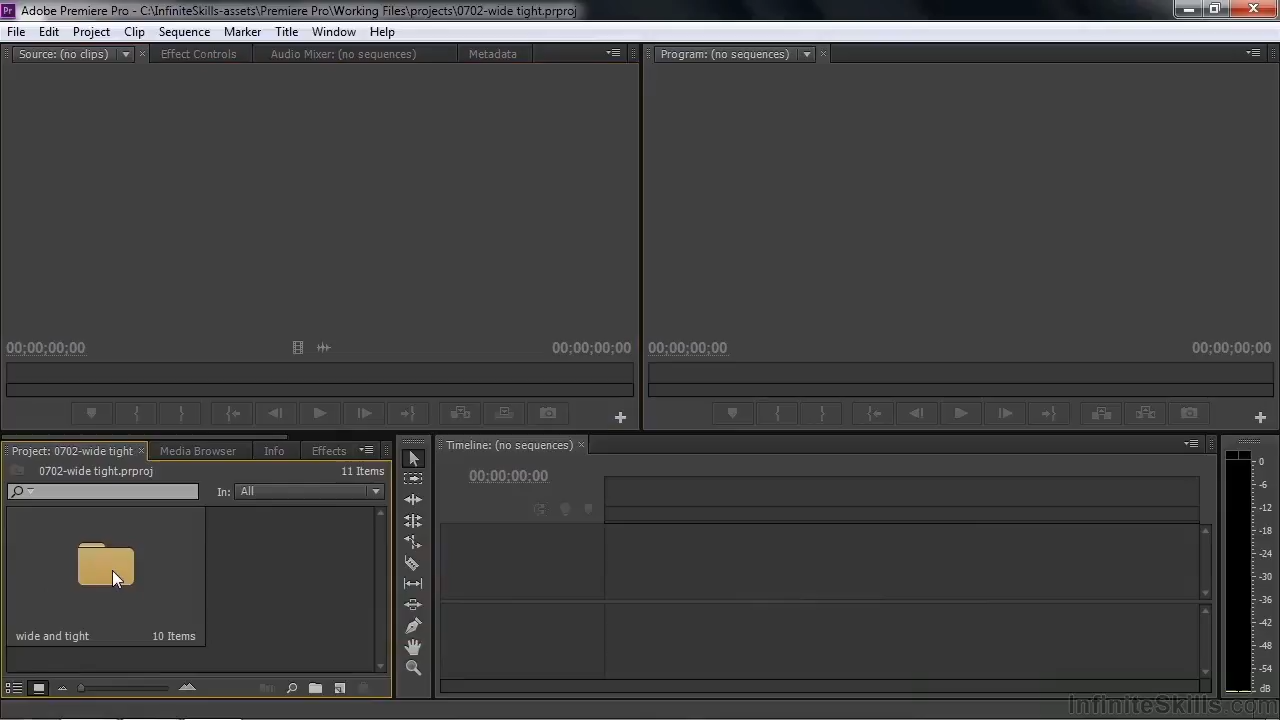 Pr Adobe Premiere Pro - C:\InfiniteSkills-assets\Premiere Pro\Working Files\projects\0702-wide tight.prproj
File Edit Project Clip Sequence Marker Title Window Help
Source: (no clips) Effect Controls Audio Mixer: (no sequences) Metadata
Program: (no sequences)
00;00;00;00 00;00;00;00
00;00;00;00 00;00;00;00
Project: 0702-wide tight Media Browser Info Effects
Timeline: (no sequences)
0702-wide tight.prproj 11 Items
00;00;00;00
In: All
wide and tight 10 Items
0
-6
-12
-18
-24
-30
-36
-42
-48
-54
dB
InfiniteSkills.com